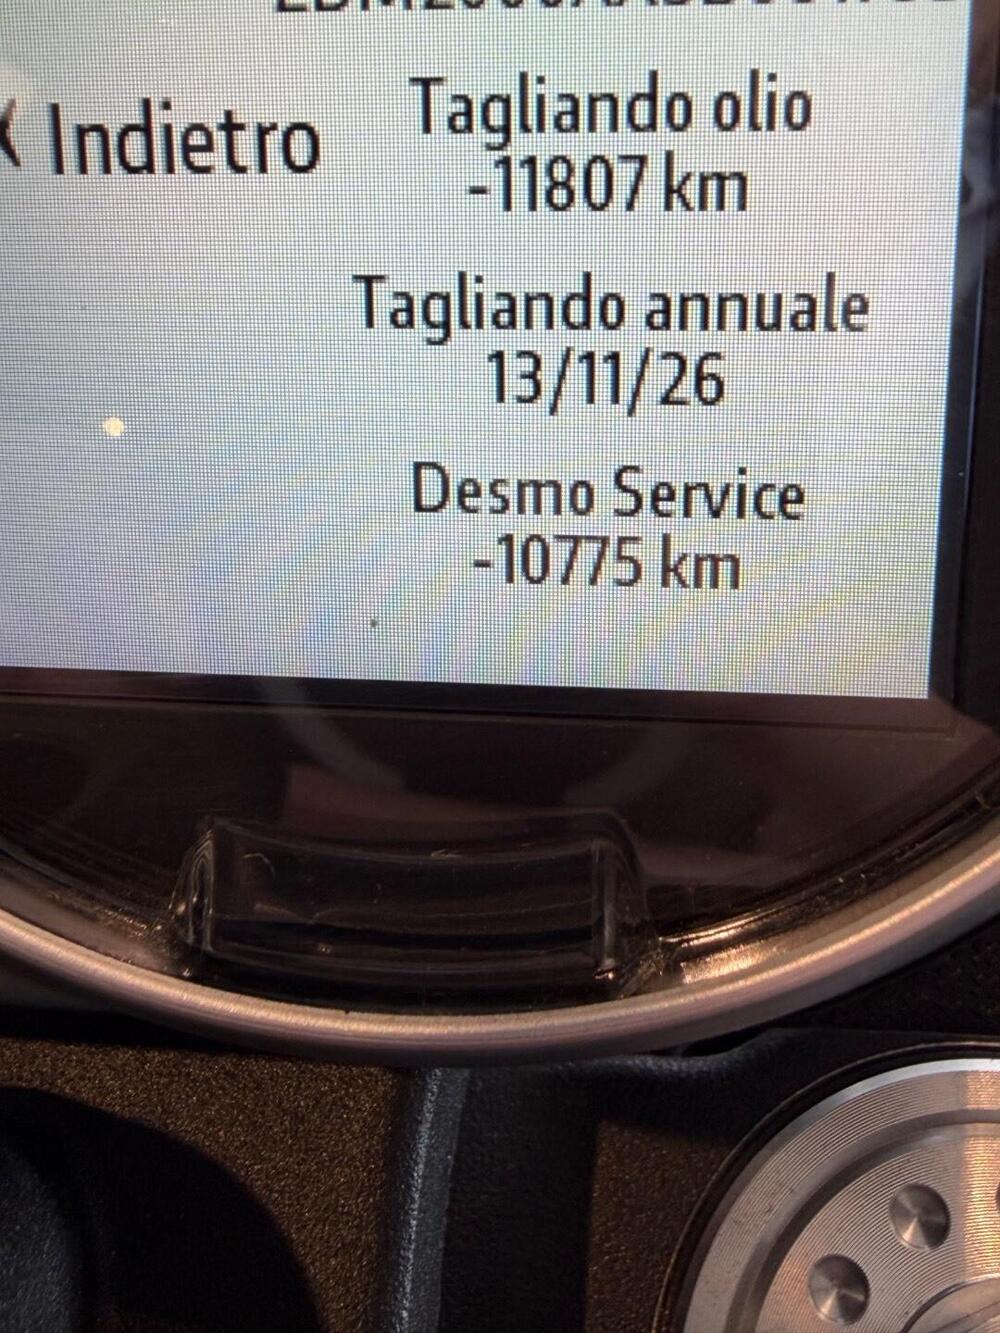 Indietro
Tagliando olio
-11807 km
Tagliando annuale
13/11/26
Desmo Service
-10775 km